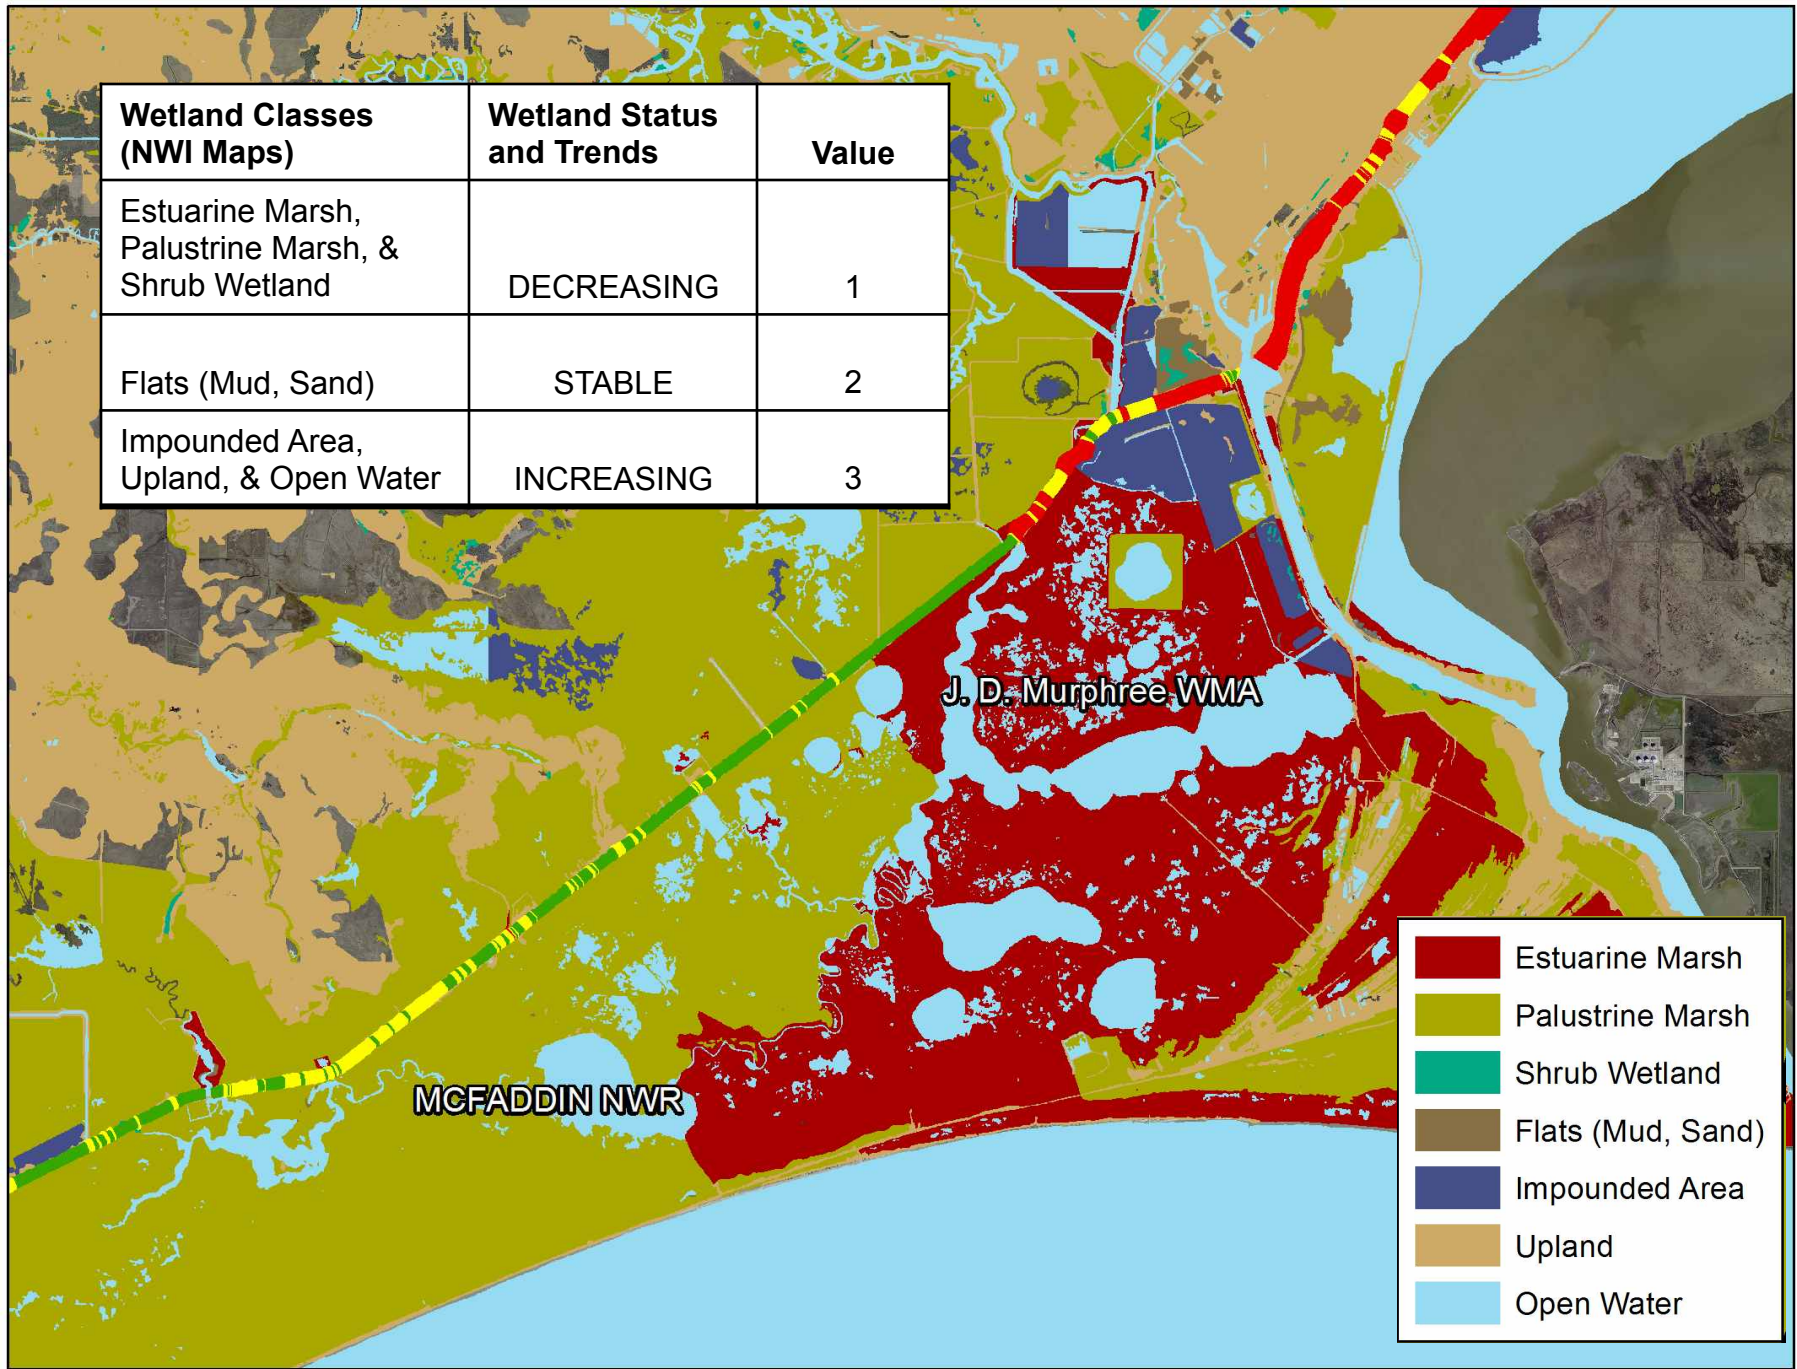 Wetland Classes
(NWI Maps)
Wetland Status
and Trends
Value
Estuarine Marsh,
Palustrine Marsh, &
Shrub Wetland
DECREASING
1
Flats (Mud, Sand)
STABLE
2
Impounded Area,
Upland, & Open Water
INCREASING
3
J. D. Murphree WMA
MCFADDIN NWR
Estuarine Marsh
Palustrine Marsh
Shrub Wetland
Flats (Mud, Sand)
Impounded Area
Upland
Open Water